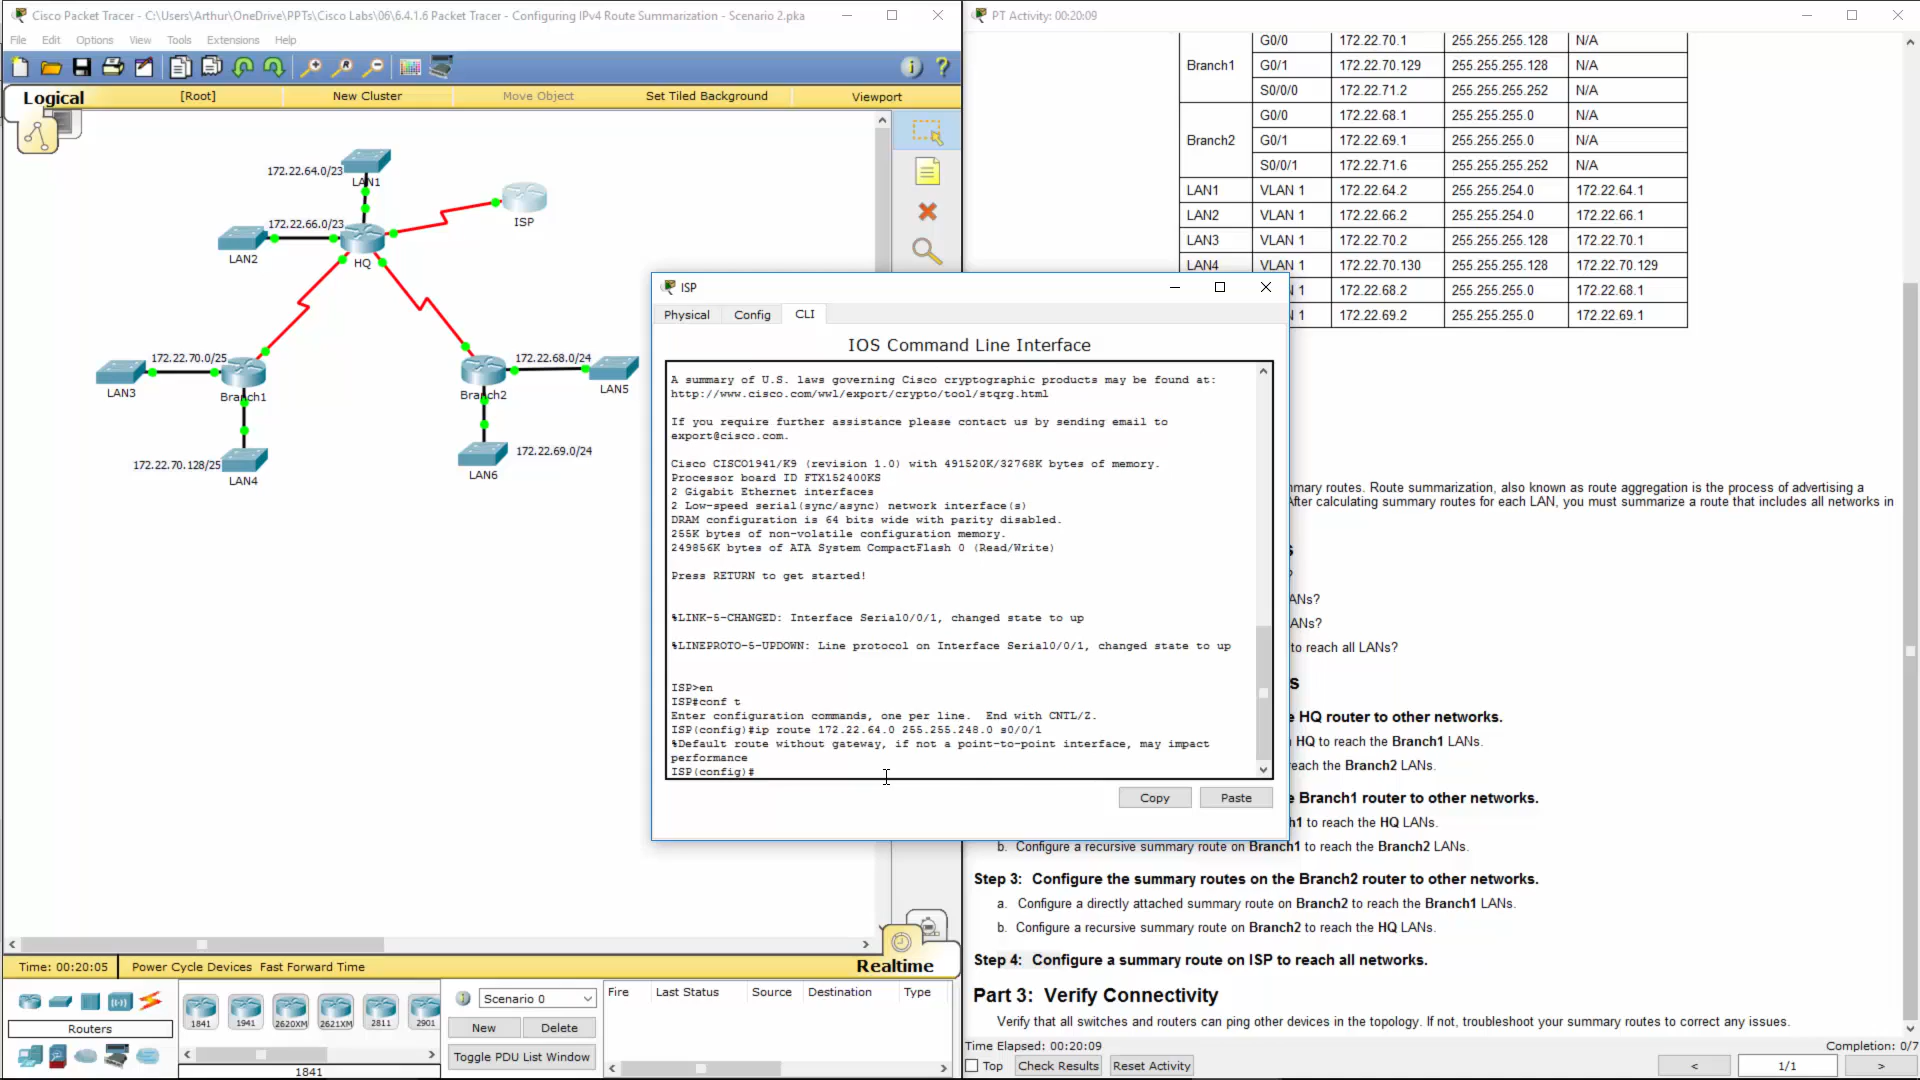 Cisco Packet Tracer - C:\Users\Arthur\OneDrive\PPTs\Cisco Labs\06\6.4.1.6 Packet Tracer - Configuring IPv4 Route Summarization - Scenario 2.pka
File Edit Options View Tools Extensions Help
Logical [Root] New Cluster Move Object Set Tiled Background Viewport
172.22.64.0/23
LAN1
ISP
172.22.66.0/23
LAN2
HQ
172.22.70.0/25
LAN3
Branch1
172.22.68.0/24
Branch2
LAN5
172.22.70.128/25
LAN4
172.22.69.0/24
LAN6
Time: 00:20:05 Power Cycle Devices Fast Forward Time
Realtime
Routers
1841 1941 2620XM 2621XM 2811 2901
1841
Scenario 0
New Delete
Toggle PDU List Window
Fire Last Status Source Destination Type
ISP
Physical Config CLI
IOS Command Line Interface
A summary of U.S. laws governing Cisco cryptographic products may be found at:
http://www.cisco.com/wwl/export/crypto/tool/stqrg.html
If you require further assistance please contact us by sending email to
export@cisco.com.
Cisco CISCO1941/K9 (revision 1.0) with 491520K/32768K bytes of memory.
Processor board ID FTX152400KS
2 Gigabit Ethernet interfaces
2 Low-speed serial(sync/async) network interface(s)
DRAM configuration is 64 bits wide with parity disabled.
255K bytes of non-volatile configuration memory.
249856K bytes of ATA System CompactFlash 0 (Read/Write)
Press RETURN to get started!
%LINK-5-CHANGED: Interface Serial0/0/1, changed state to up
%LINEPROTO-5-UPDOWN: Line protocol on Interface Serial0/0/1, changed state to up
ISP>en
ISP#conf t
Enter configuration commands, one per line. End with CNTL/Z.
ISP(config)#ip route 172.22.64.0 255.255.248.0 s0/0/1
%Default route without gateway, if not a point-to-point interface, may impact
performance
ISP(config)#
Copy Paste
PT Activity: 00:20:09
Branch1
G0/0 172.22.70.1 255.255.255.128 N/A
G0/1 172.22.70.129 255.255.255.128 N/A
S0/0/0 172.22.71.2 255.255.255.252 N/A
Branch2
G0/0 172.22.68.1 255.255.255.0 N/A
G0/1 172.22.69.1 255.255.255.0 N/A
S0/0/1 172.22.71.6 255.255.255.252 N/A
LAN1 VLAN 1 172.22.64.2 255.255.254.0 172.22.64.1
LAN2 VLAN 1 172.22.66.2 255.255.254.0 172.22.66.1
LAN3 VLAN 1 172.22.70.2 255.255.255.128 172.22.70.1
LAN4 VLAN 1 172.22.70.130 255.255.255.128 172.22.70.129
1 172.22.68.2 255.255.255.0 172.22.68.1
1 172.22.69.2 255.255.255.0 172.22.69.1
mary routes. Route summarization, also known as route aggregation is the process of advertising a
After calculating summary routes for each LAN, you must summarize a route that includes all networks in
s
?
ANs?
ANs?
to reach all LANs?
s
e HQ router to other networks.
HQ to reach the Branch1 LANs.
each the Branch2 LANs.
e Branch1 router to other networks.
h1 to reach the HQ LANs.
b. Configure a recursive summary route on Branch1 to reach the Branch2 LANs.
Step 3: Configure the summary routes on the Branch2 router to other networks.
a. Configure a directly attached summary route on Branch2 to reach the Branch1 LANs.
b. Configure a recursive summary route on Branch2 to reach the HQ LANs.
Step 4: Configure a summary route on ISP to reach all networks.
Part 3: Verify Connectivity
Verify that all switches and routers can ping other devices in the topology. If not, troubleshoot your summary routes to correct any issues.
Time Elapsed: 00:20:09 Completion: 0/7
Top Check Results Reset Activity < 1/1 >